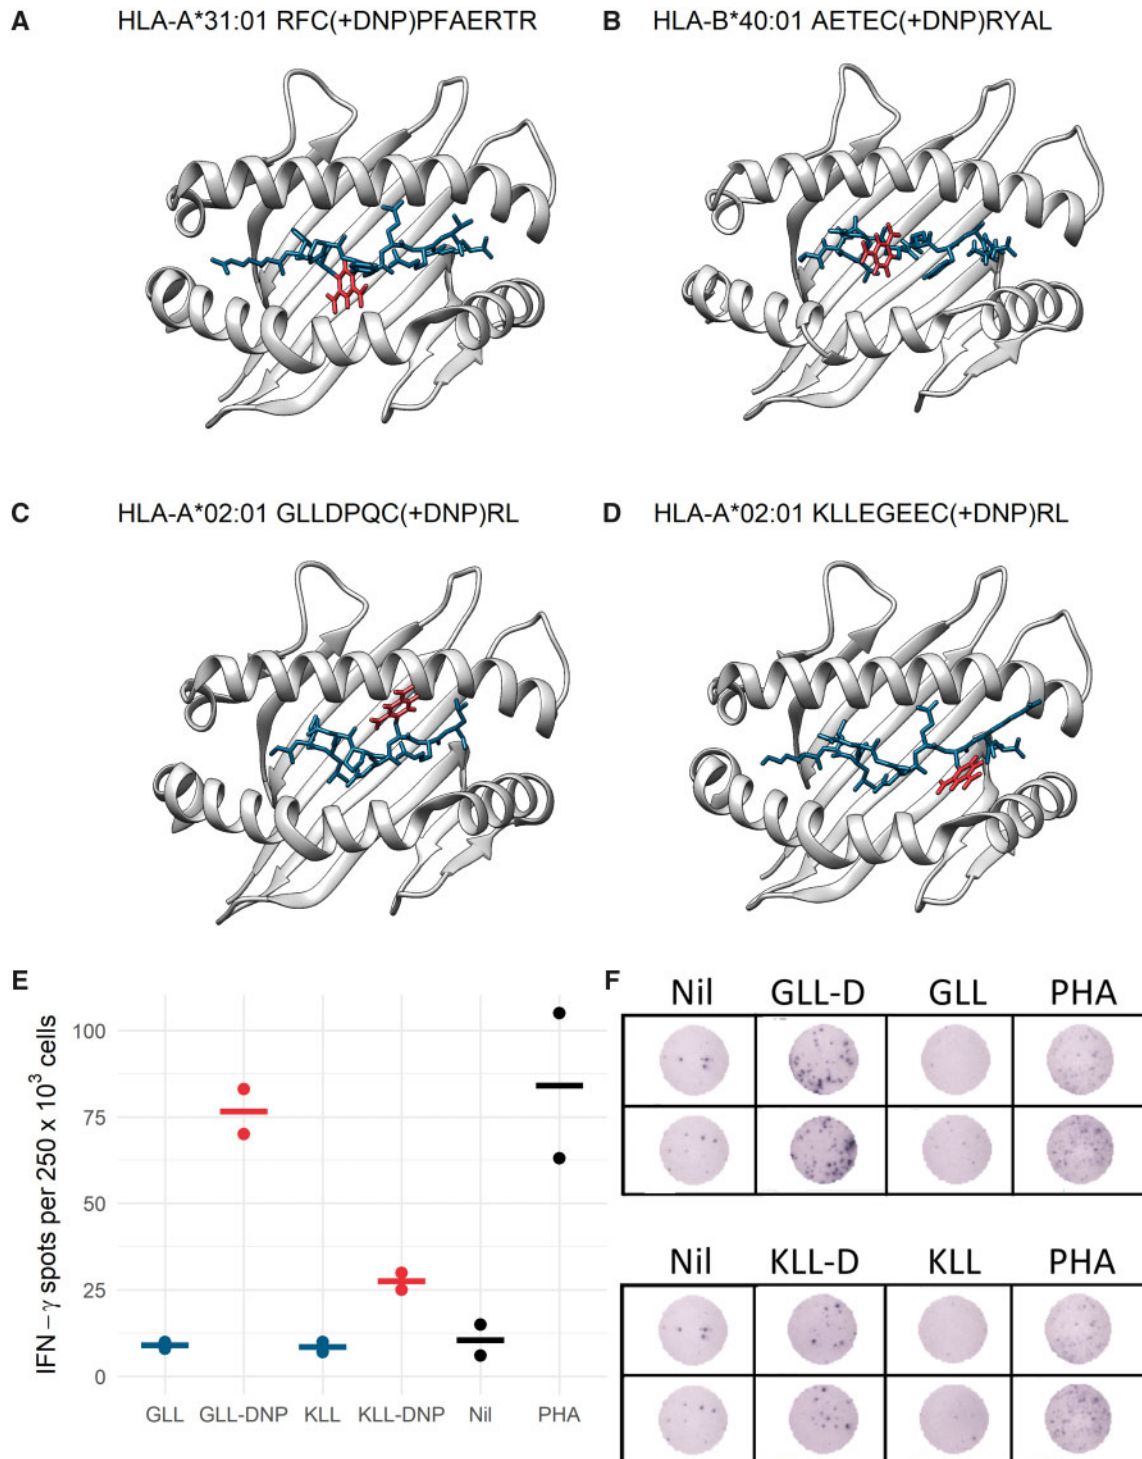 A HLA-A*31:01 RFC(+DNP)PFAERTR
B HLA-B*40:01 AETEC(+DNP)RYAL
C HLA-A*02:01 GLLDPQC(+DNP)RL
D HLA-A*02:01 KLLEGEEC(+DNP)RL
E
IFN – γ spots per 250 x 10³ cells
100
75
50
25
0
GLL GLL-DNP KLL KLL-DNP Nil PHA
F
Nil GLL-D GLL PHA
Nil KLL-D KLL PHA